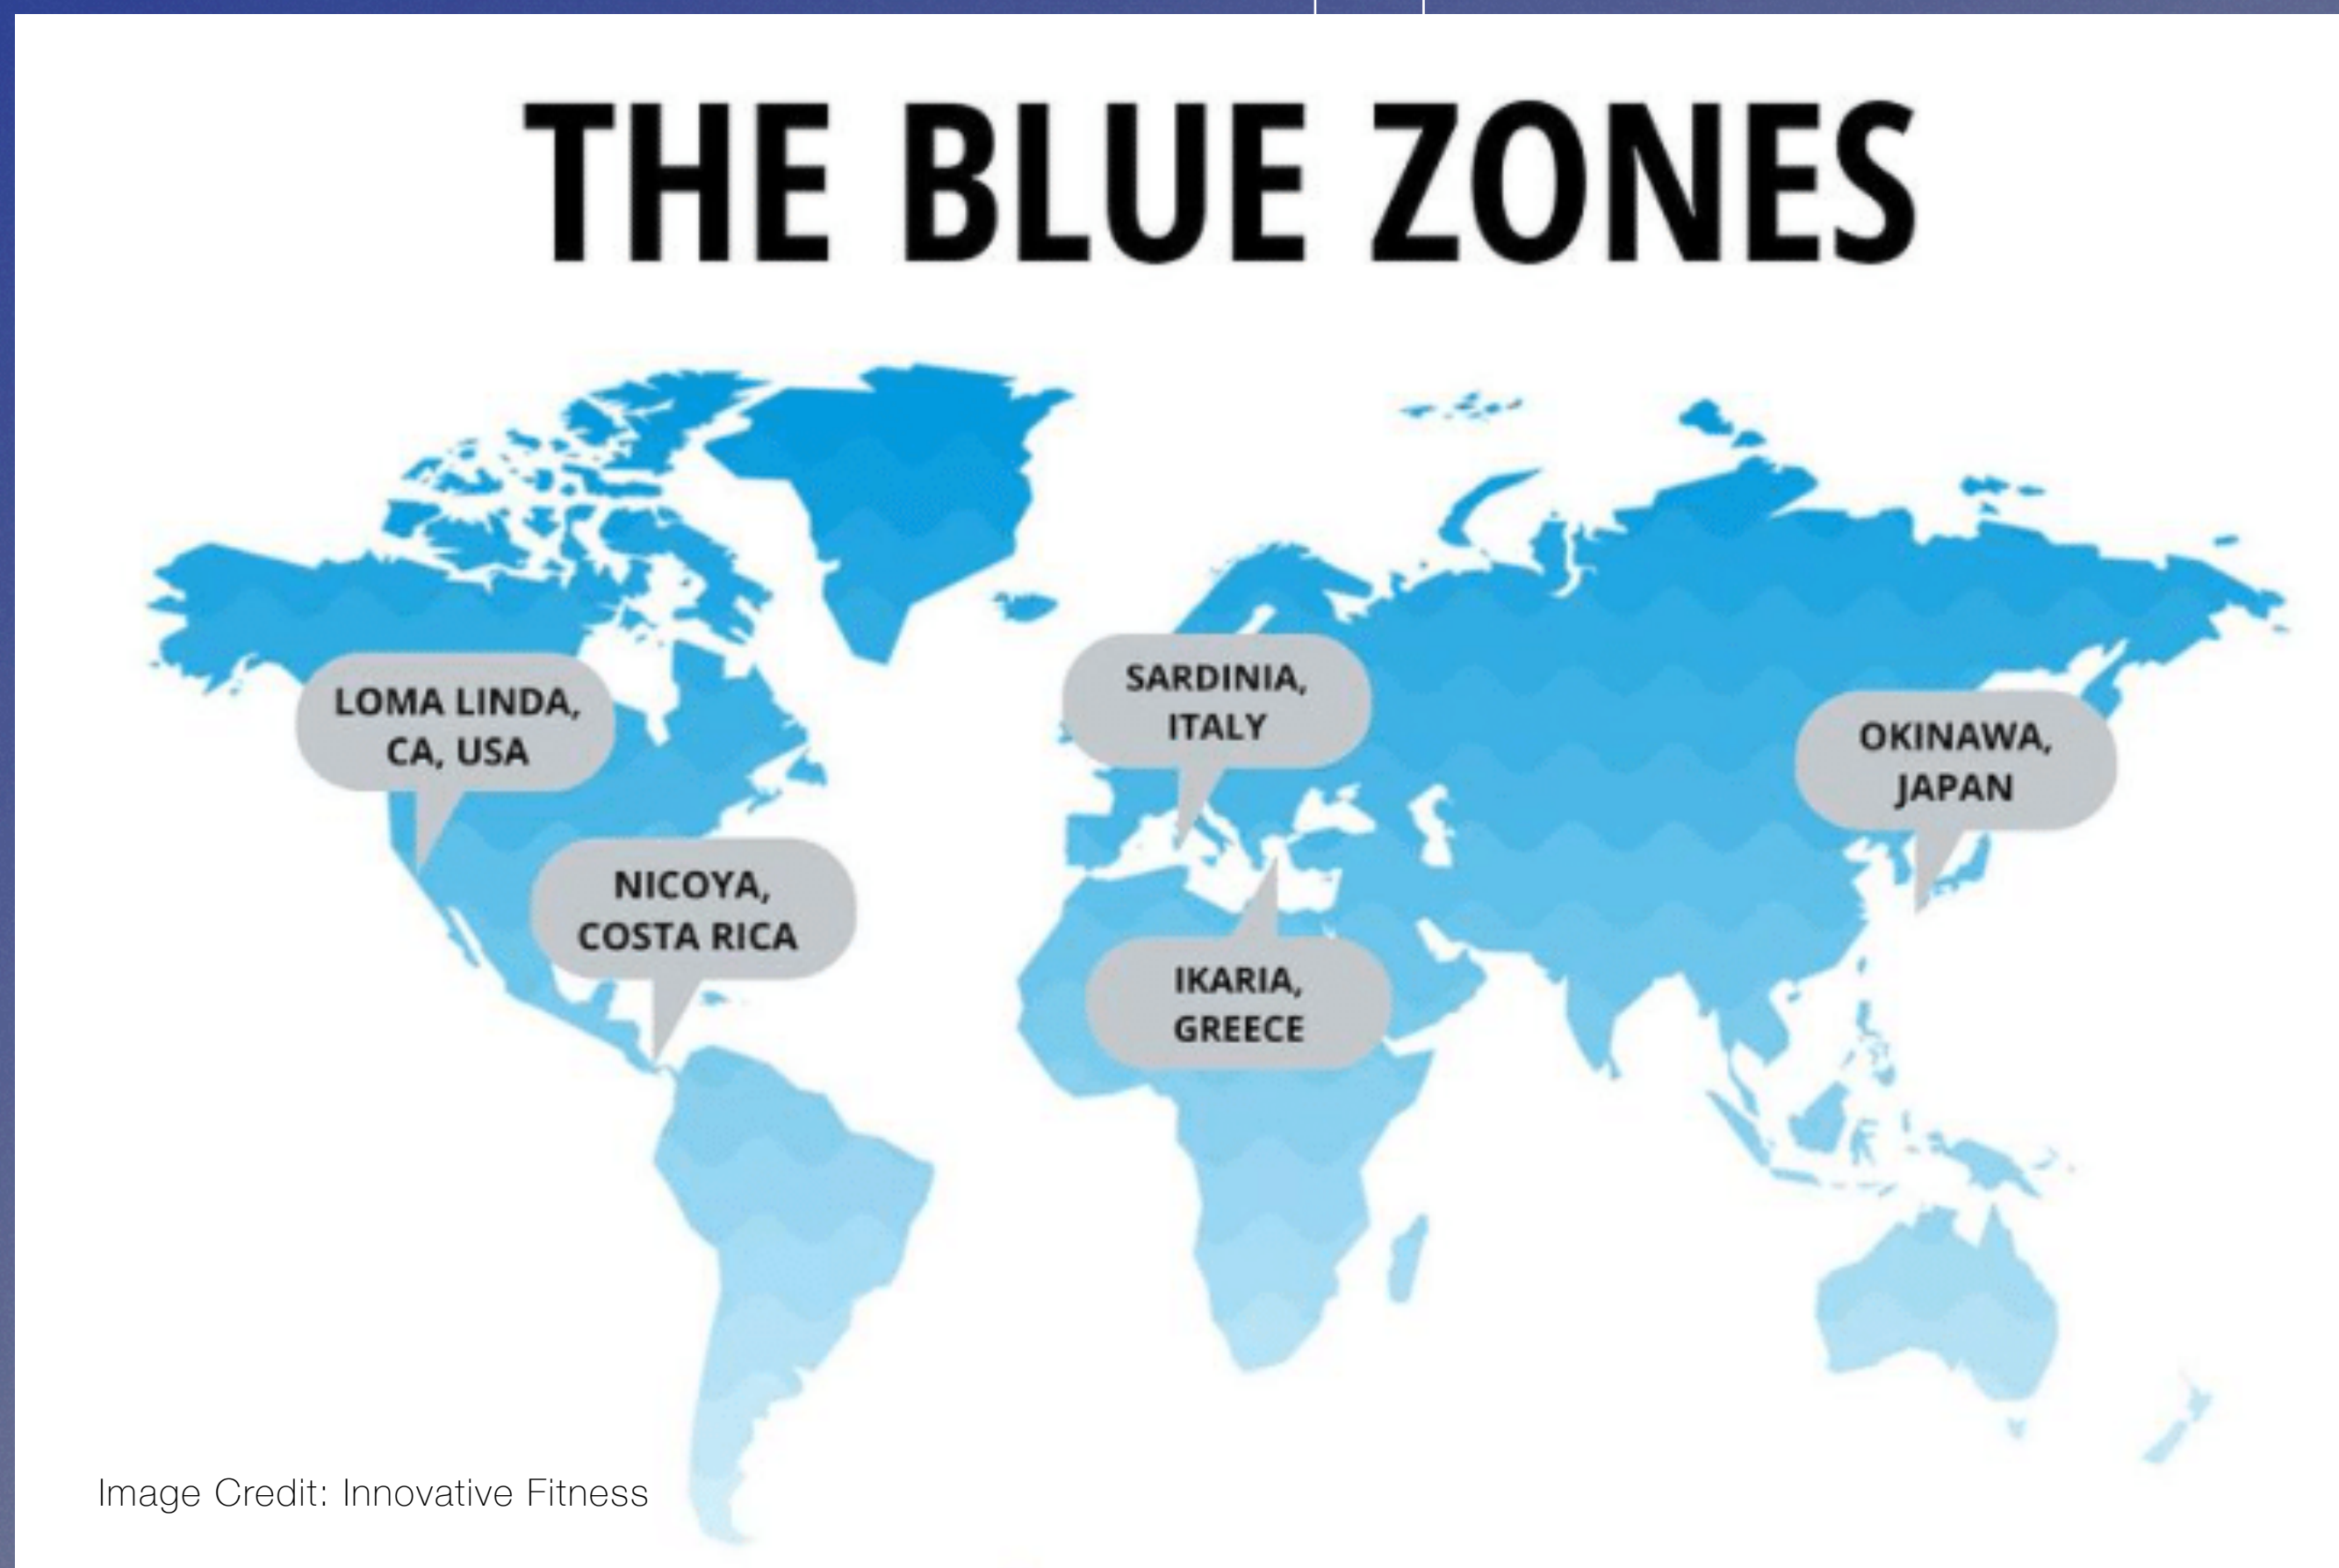 THE BLUE ZONES
LOMA LINDA,
CA, USA
SARDINIA,
ITALY
OKINAWA,
JAPAN
NICOYA,
COSTA RICA
IKARIA,
GREECE
Image Credit: Innovative Fitness